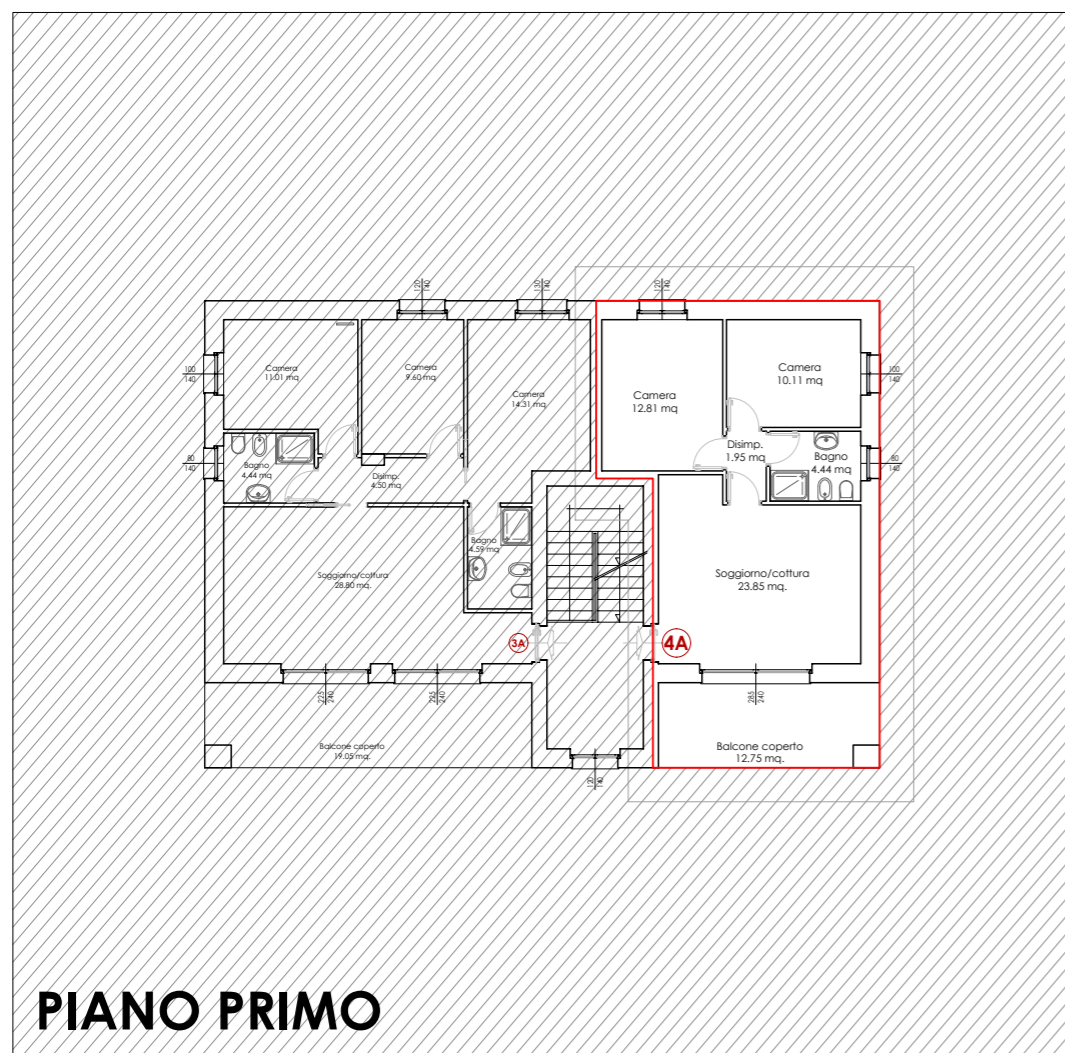 120
140
130
140
120
140
100
140
Camera
11.01 mq
Camera
9.60 mq
Camera
14.31 mq
Camera
12.81 mq
Camera
10.11 mq
100
140
80
140
Bagno
4.44 mq
Disimp.
4.50 mq
Disimp.
1.95 mq
Bagno
4.44 mq
80
140
Bagno
4.59 mq
Soggiorno/cottura
28.80 mq.
Soggiorno/cottura
23.85 mq.
3A
4A
225
240
225
240
285
240
Balcone coperto
19.05 mq.
Balcone coperto
12.75 mq.
120
140
PIANO PRIMO